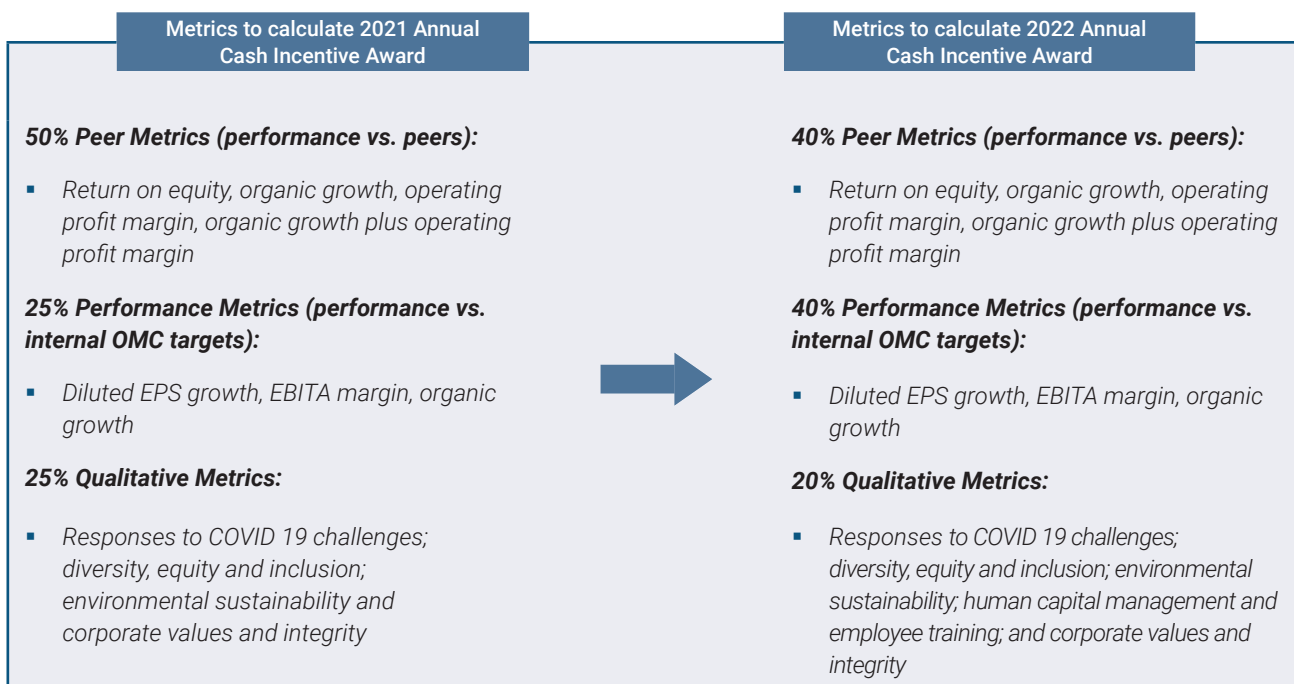 Metrics to calculate 2021 Annual
Cash Incentive Award
50% Peer Metrics (performance vs. peers):
▪ Return on equity, organic growth, operating
profit margin, organic growth plus operating
profit margin
25% Performance Metrics (performance vs.
internal OMC targets):
▪ Diluted EPS growth, EBITA margin, organic
growth
25% Qualitative Metrics:
▪ Responses to COVID 19 challenges;
diversity, equity and inclusion;
environmental sustainability and
corporate values and integrity
Metrics to calculate 2022 Annual
Cash Incentive Award
40% Peer Metrics (performance vs. peers):
▪ Return on equity, organic growth, operating
profit margin, organic growth plus operating
profit margin
40% Performance Metrics (performance vs.
internal OMC targets):
▪ Diluted EPS growth, EBITA margin, organic
growth
20% Qualitative Metrics:
▪ Responses to COVID 19 challenges;
diversity, equity and inclusion; environmental
sustainability; human capital management and
employee training; and corporate values and
integrity